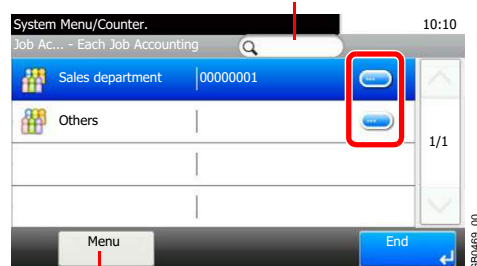 System Menu/Counter. 10:10
Job Ac... - Each Job Accounting
Sales department 00000001
Others
1/1
Menu End